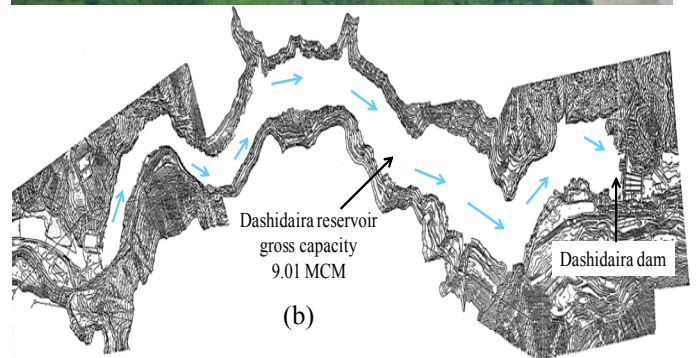 Dashidaira reservoir
gross capacity
9.01 MCM
Dashidaira dam
(b)